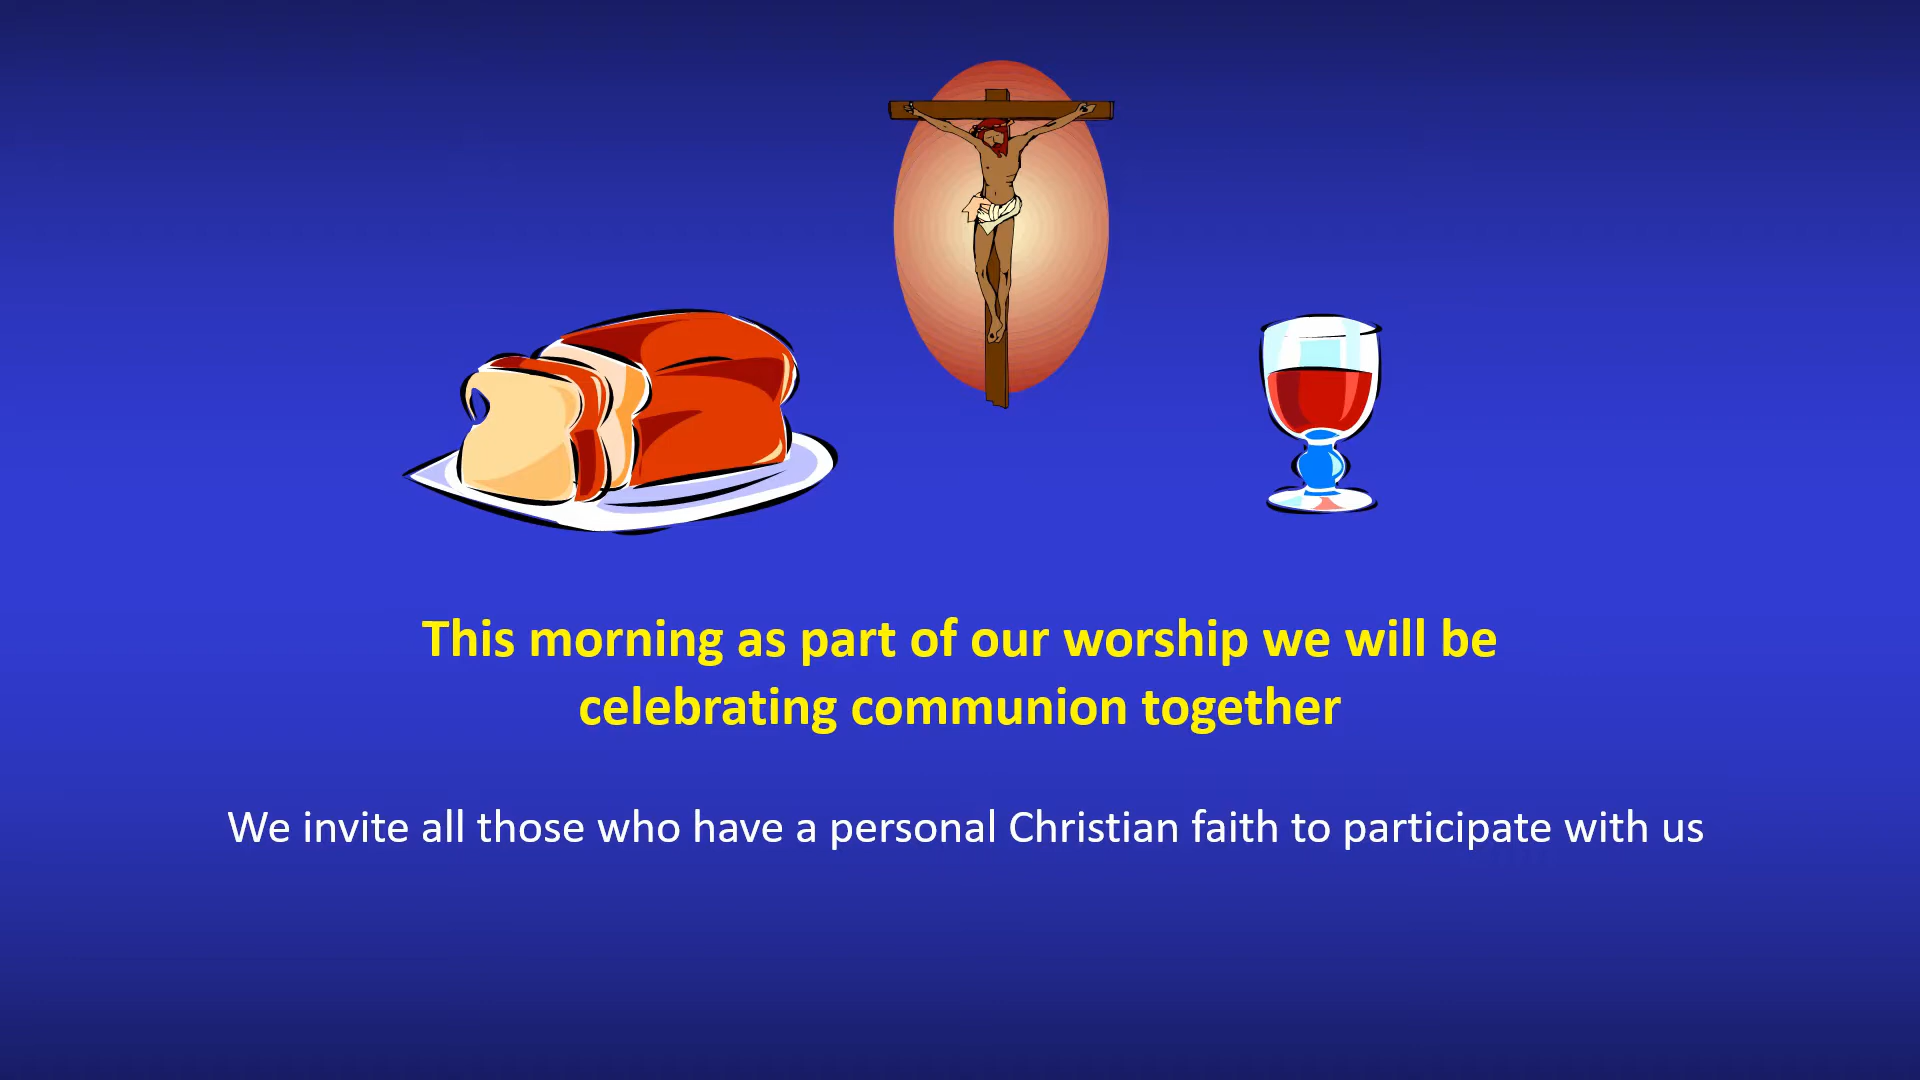 This morning as part of our worship we will be
celebrating communion together
We invite all those who have a personal Christian faith to participate with us